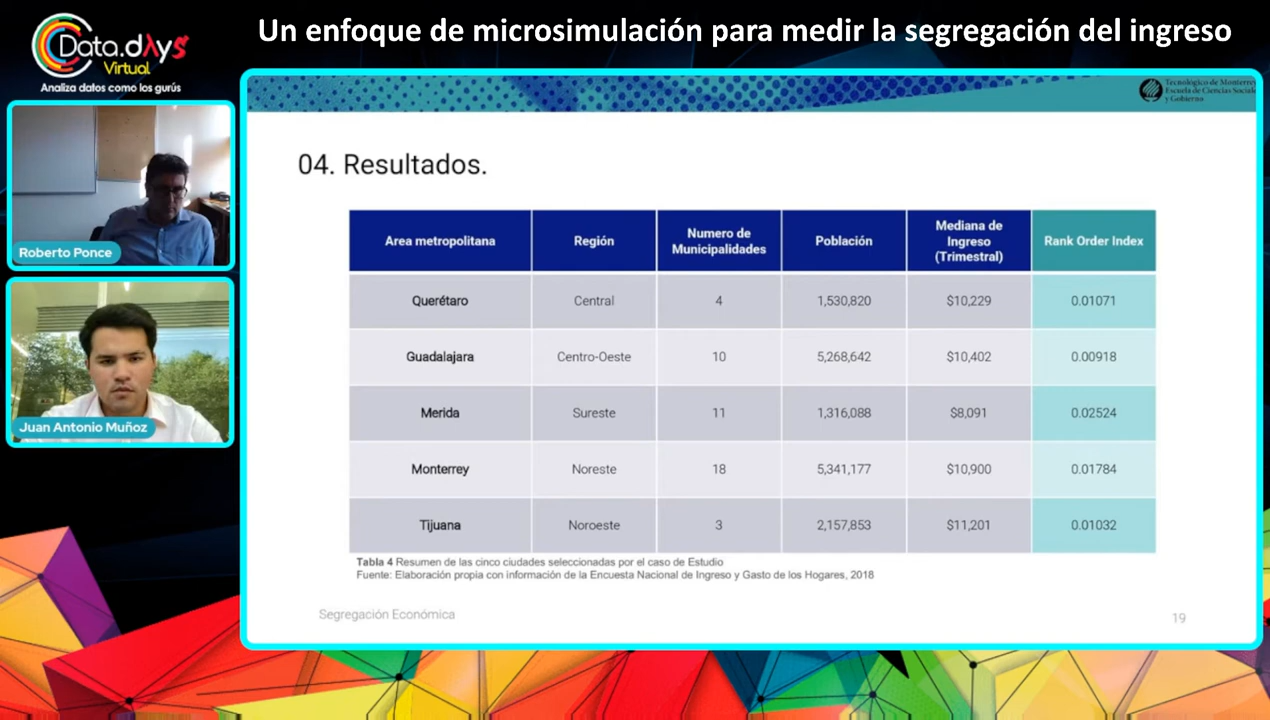 Un enfoque de microsimulación para medir la segregación del ingreso
Data.dAys
Virtual
Analiza datos como los gurús
Roberto Ponce
Juan Antonio Muñoz
Tecnológico de Monterrey
Escuela de Ciencias Sociales
y Gobierno
04. Resultados.
Area metropolitana Región Numero de Municipalidades Población Mediana de Ingreso (Trimestral) Rank Order Index
Querétaro Central 4 1,530,820 $10,229 0.01071
Guadalajara Centro-Oeste 10 5,268,642 $10,402 0.00918
Merida Sureste 11 1,316,088 $8,091 0.02524
Monterrey Noreste 18 5,341,177 $10,900 0.01784
Tijuana Noroeste 3 2,157,853 $11,201 0.01032
Tabla 4 Resumen de las cinco ciudades seleccionadas por el caso de Estudio
Fuente: Elaboración propia con información de la Encuesta Nacional de Ingreso y Gasto de los Hogares, 2018
Segregación Económica
19